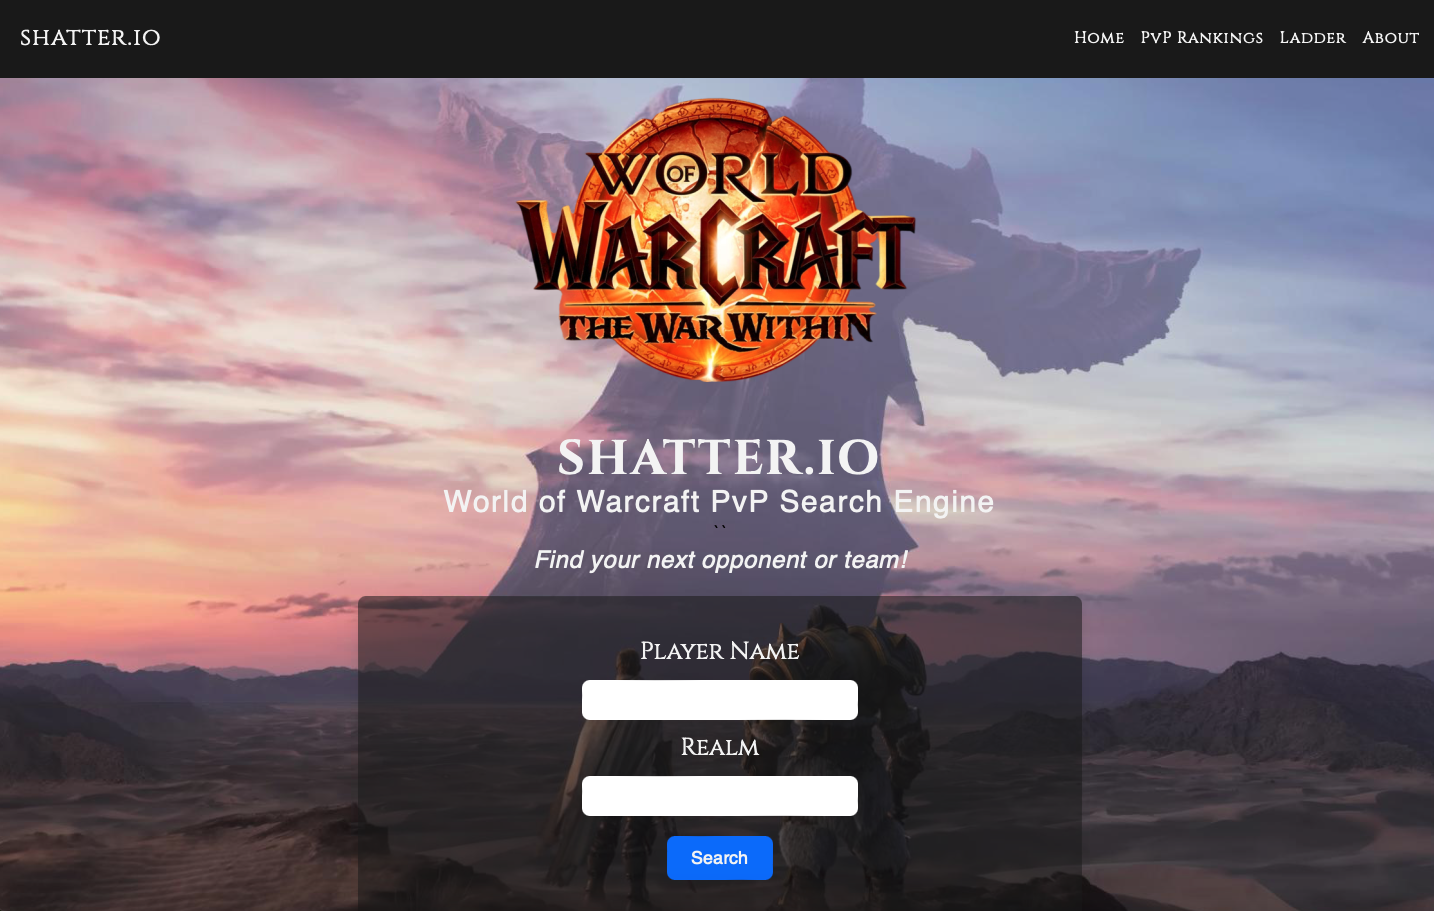 SHATTER.IO
Home PvP Rankings Ladder About
WORLD
OF
WARCRAFT
THE WAR WITHIN
SHATTER.IO
World of Warcraft PvP Search Engine
``
Find your next opponent or team!
Player Name
Realm
Search